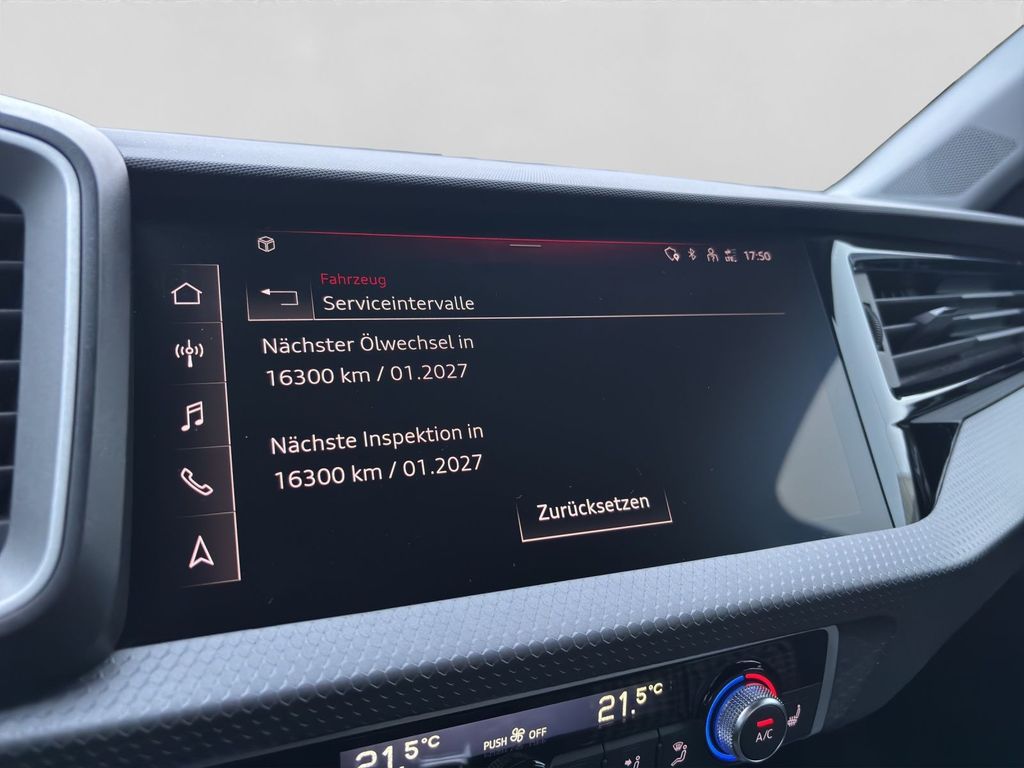 17:50
Fahrzeug
Serviceintervalle
Nächster Ölwechsel in
16300 km / 01.2027
Nächste Inspektion in
16300 km / 01.2027
Zurücksetzen
21.5°C
PUSH OFF
21.5°C
A/C